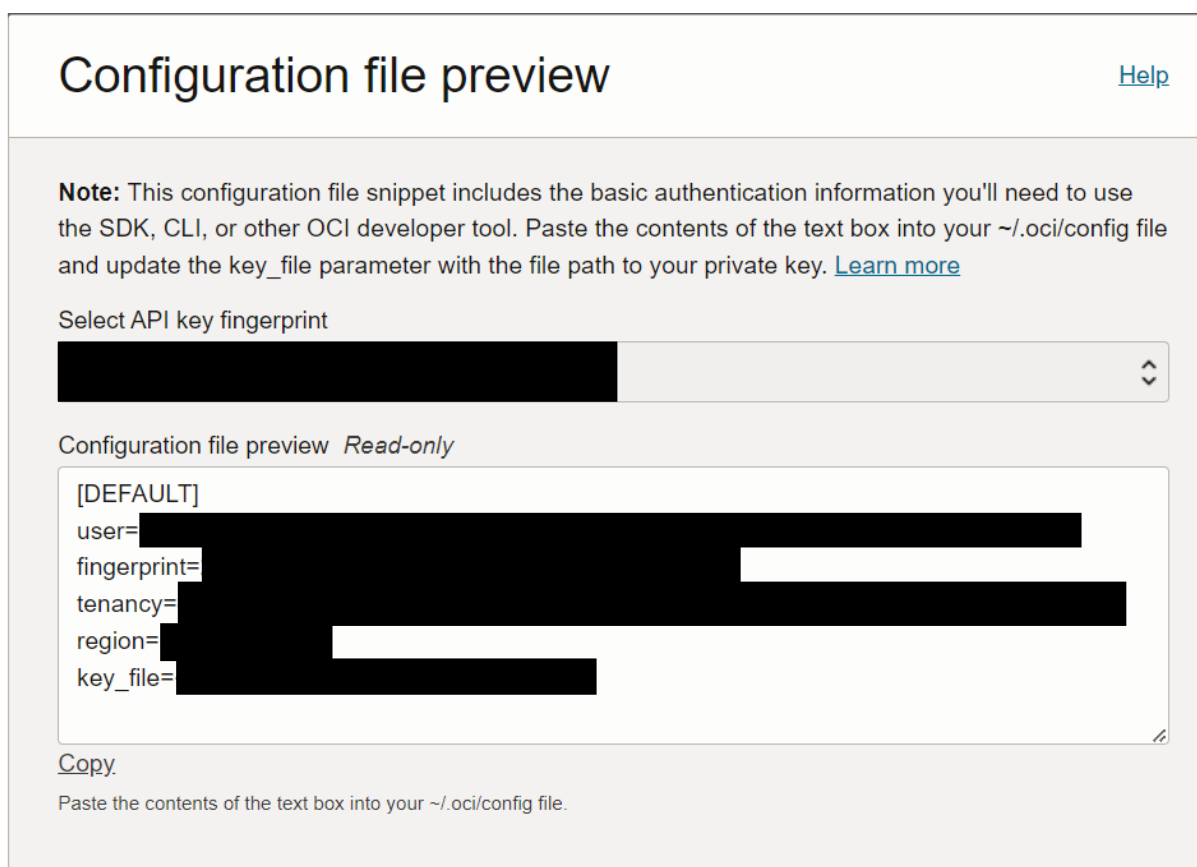 Configuration file preview
Help
Note: This configuration file snippet includes the basic authentication information you'll need to use
the SDK, CLI, or other OCI developer tool. Paste the contents of the text box into your ~/.oci/config file
and update the key_file parameter with the file path to your private key. Learn more
Select API key fingerprint
Configuration file preview Read-only
[DEFAULT]
user=
fingerprint=
tenancy=
region=
key_file=
Copy
Paste the contents of the text box into your ~/.oci/config file.